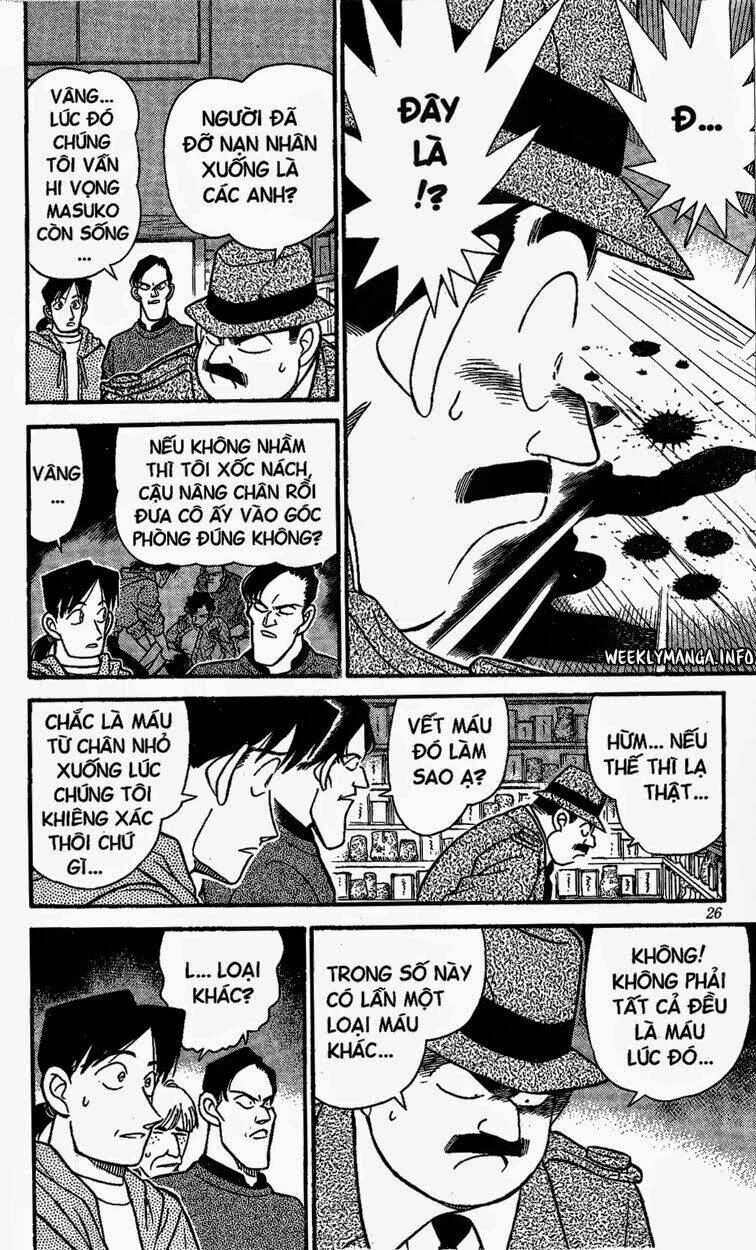 Đ...
ĐÂY
LÀ
!?
NGƯỜI ĐÃ
ĐỠ NẠN NHÂN
XUỐNG LÀ
CÁC ANH?
VÂNG...
LÚC ĐÓ
CHÚNG
TÔI VẪN
HI VỌNG
MASUKO
CÒN SỐNG
...
NẾU KHÔNG NHẦM
THÌ TÔI XỐC NÁCH,
CẬU NÂNG CHÂN RỒI
ĐƯA CÔ ẤY VÀO GÓC
PHÒNG ĐÚNG KHÔNG?
VÂNG
...
WEEKLYMANGA.INFO
HỪM... NẾU
THẾ THÌ LẠ
THẬT...
VẾT MÁU
ĐÓ LÀM
SAO Ạ?
CHẮC LÀ MÁU
TỪ CHÂN NHỎ
XUỐNG LÚC
CHÚNG TÔI
KHIÊNG XÁC
THÔI CHỨ
GÌ...
26
KHÔNG!
KHÔNG PHẢI
TẤT CẢ ĐỀU
LÀ MÁU
LÚC ĐÓ...
TRONG SỐ NÀY
CÓ LẪN MỘT
LOẠI MÁU
KHÁC...
L... LOẠI
KHÁC?